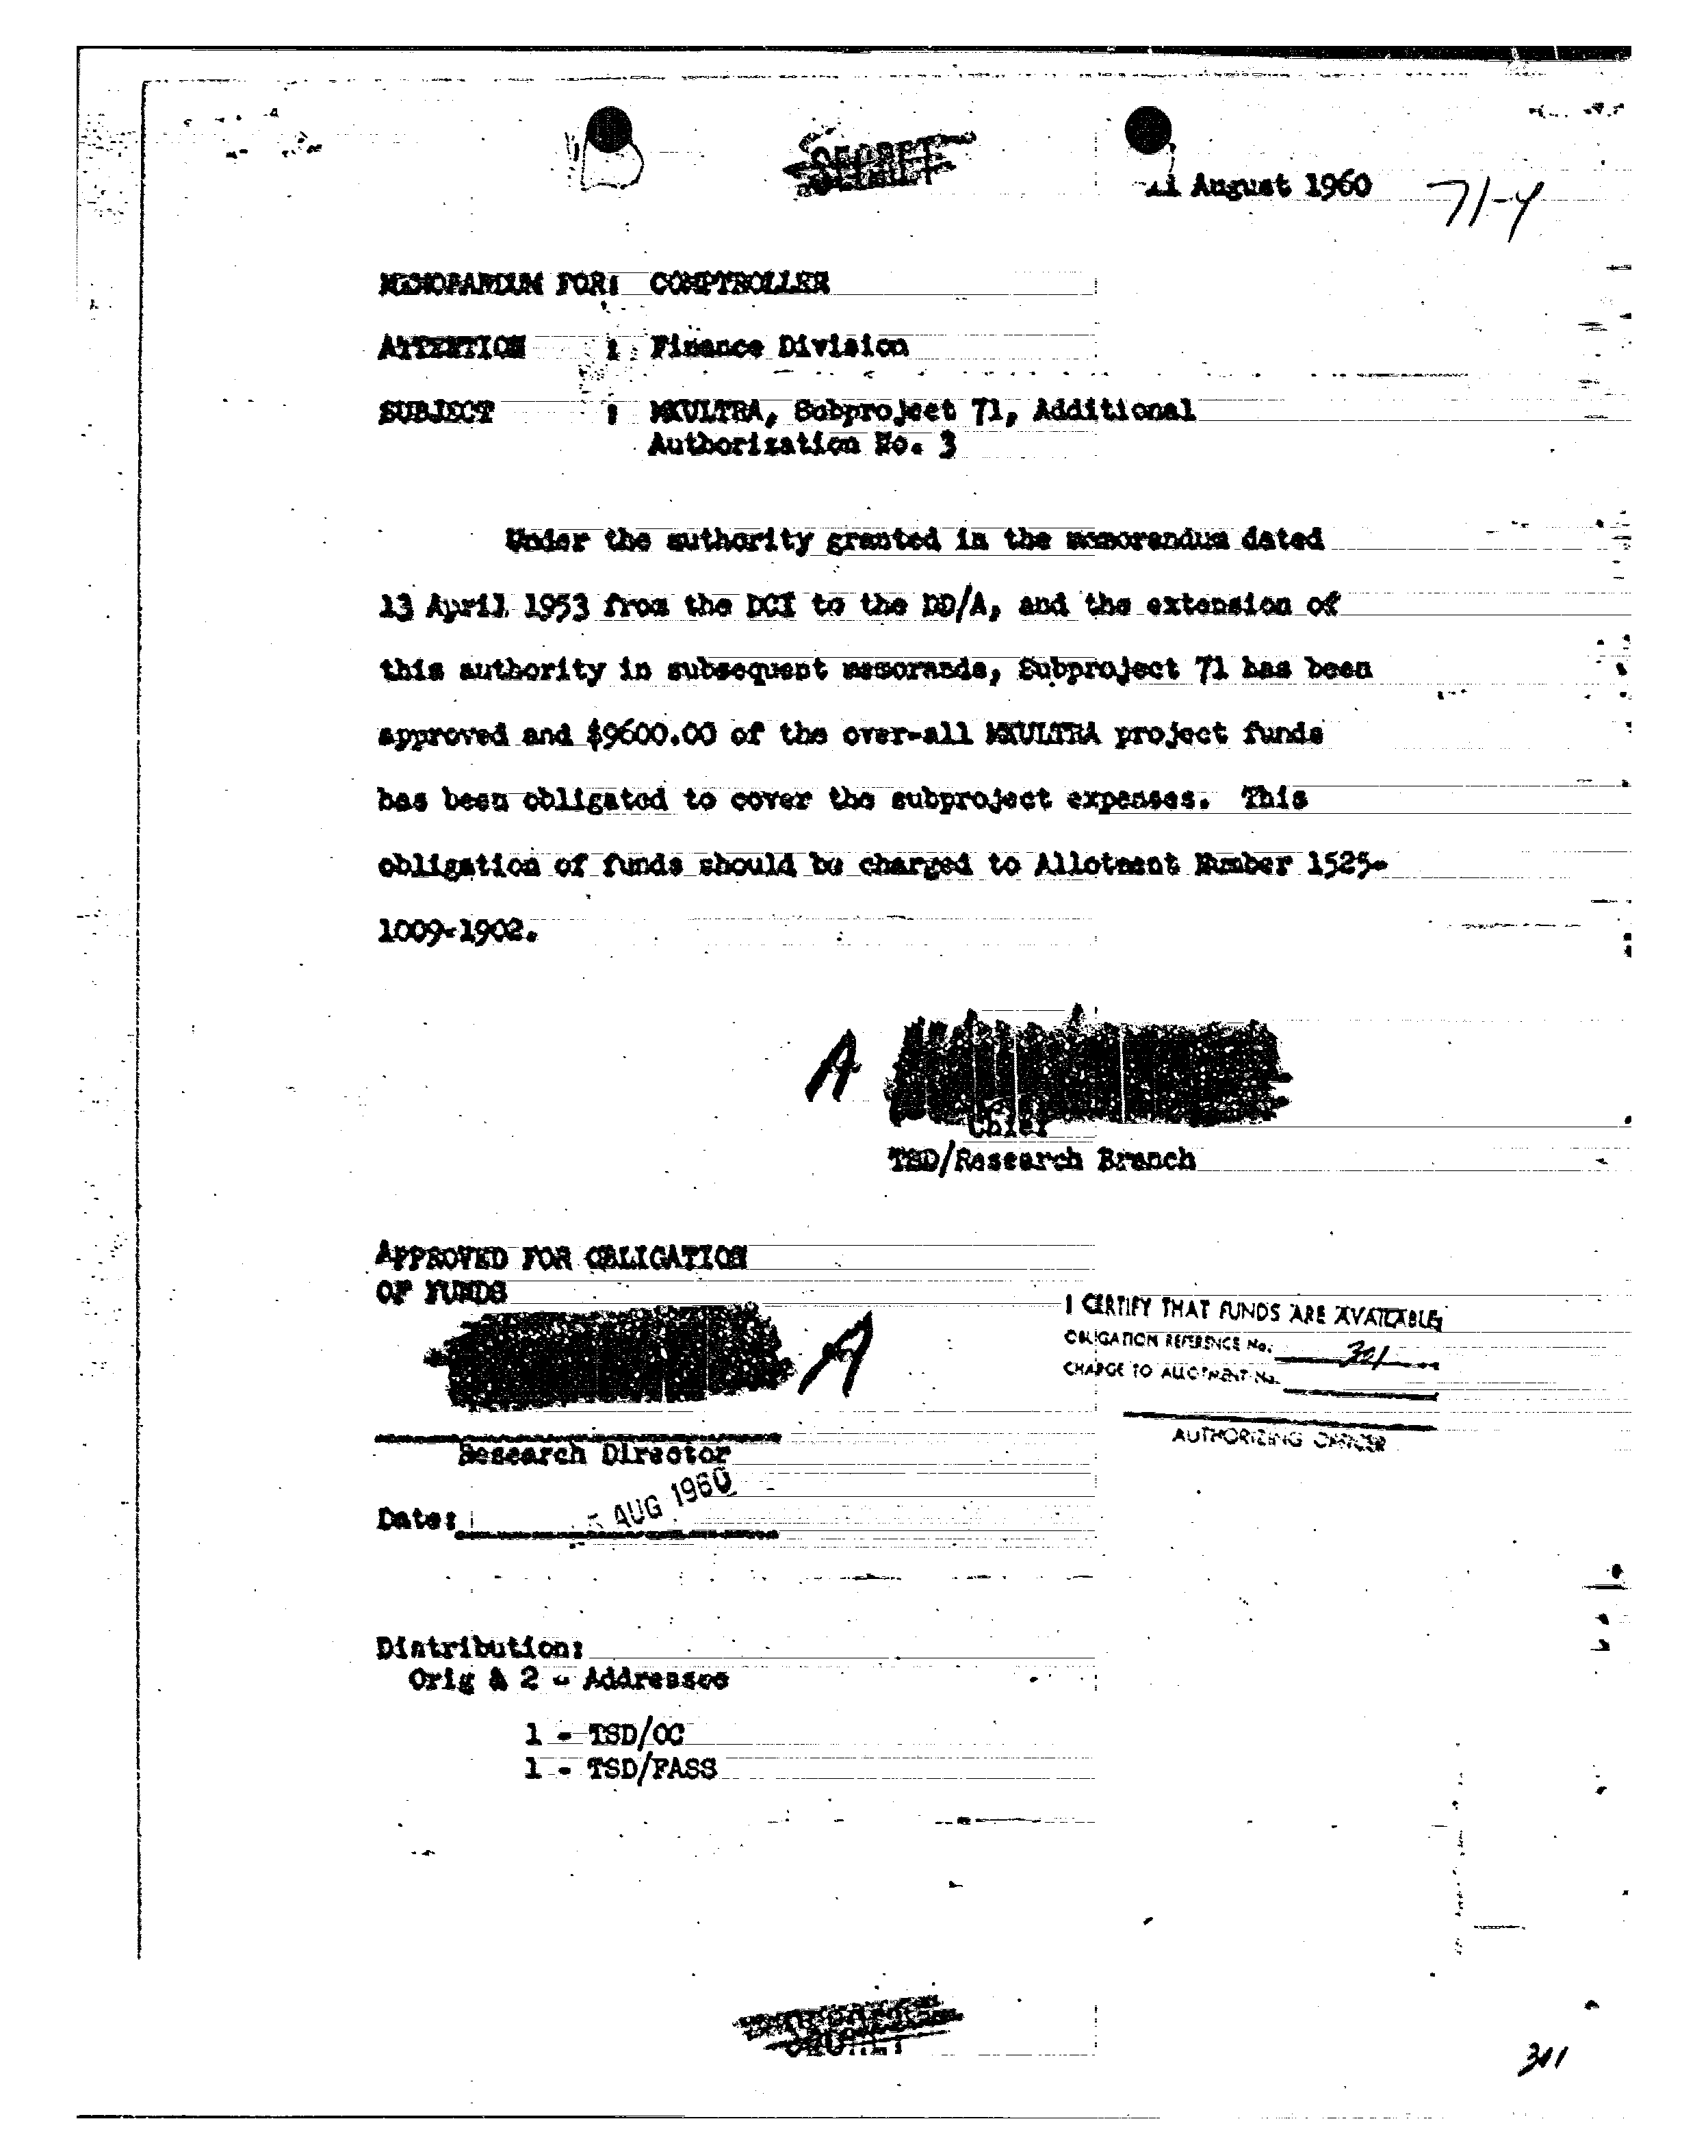 SECRET
11 August 1960
71-4
MEMORANDUM FOR: COMPTROLLER
ATTENTION : Finance Division
SUBJECT : MKULTRA, Subproject 71, Additional
Authorization No. 3
Under the authority granted in the memorandum dated
13 April 1953 from the DCI to the DD/A, and the extension of
this authority in subsequent memoranda, Subproject 71 has been
approved and $9600.00 of the over-all MKULTRA project funds
has been obligated to cover the subproject expenses. This
obligation of funds should be charged to Allotment Number 1525-
1009-1902.
A
Chief
TSD/Research Branch
APPROVED FOR OBLIGATION
OF FUNDS
A
I CERTIFY THAT FUNDS ARE AVAILABLE
OBLIGATION REFERENCE No. 321
CHARGE TO ALLOTMENT No.
AUTHORIZING OFFICER
Research Director
Date: AUG 1960
Distribution:
Orig & 2 - Addressee
1 - TSD/OC
1 - TSD/FASS
SECRET